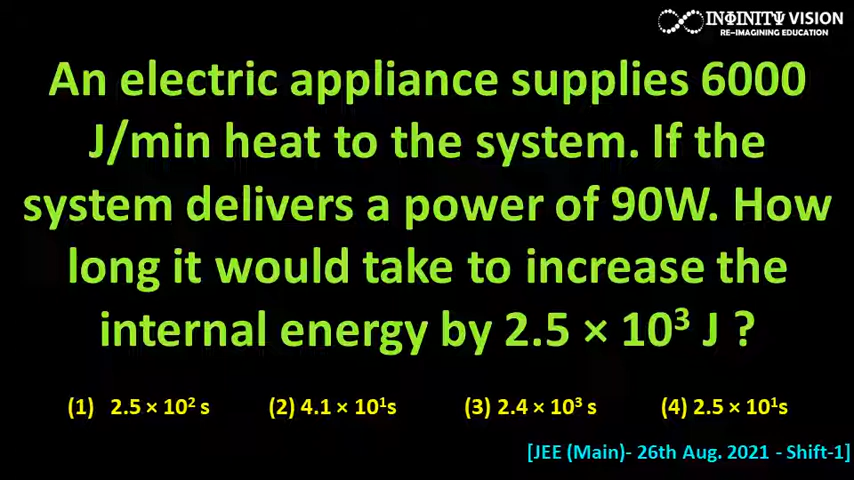 INΦINITΨ VISION
RE-IMAGINING EDUCATION
An electric appliance supplies 6000
J/min heat to the system. If the
system delivers a power of 90W. How
long it would take to increase the
internal energy by 2.5 × 10³ J ?
(1) 2.5 × 10² s (2) 4.1 × 10¹s (3) 2.4 × 10³ s (4) 2.5 × 10¹s
[JEE (Main)- 26th Aug. 2021 - Shift-1]